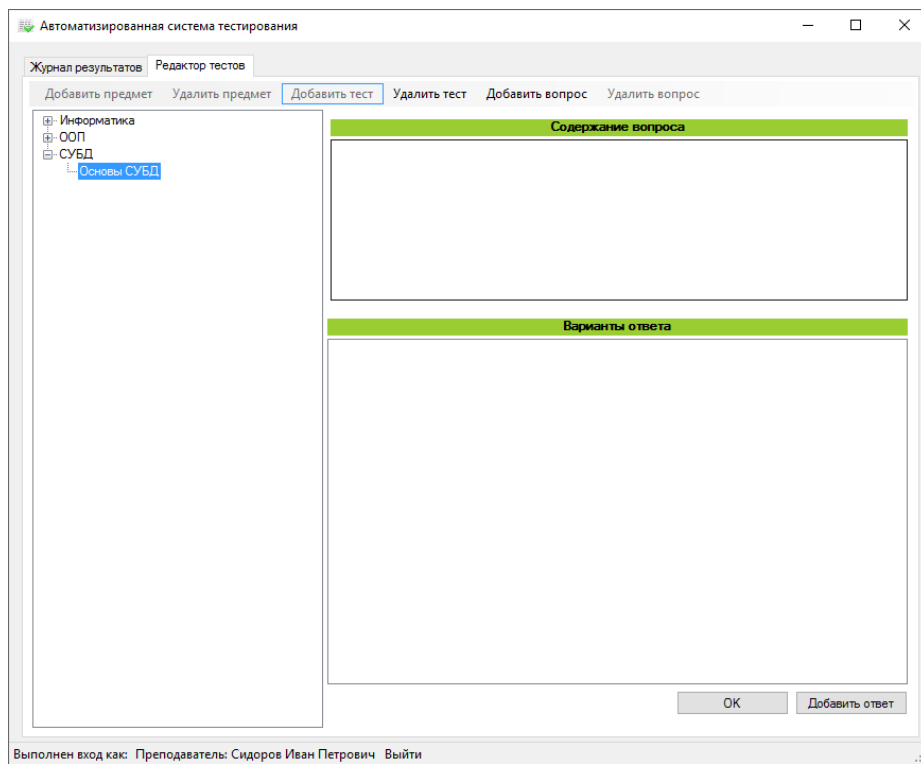 Автоматизированная система тестирования
Журнал результатов Редактор тестов
Добавить предмет Удалить предмет Добавить тест Удалить тест Добавить вопрос Удалить вопрос
Информатика
ООП
СУБД
Основы СУБД
Содержание вопроса
Варианты ответа
OK Добавить ответ
Выполнен вход как: Преподаватель: Сидоров Иван Петрович Выйти